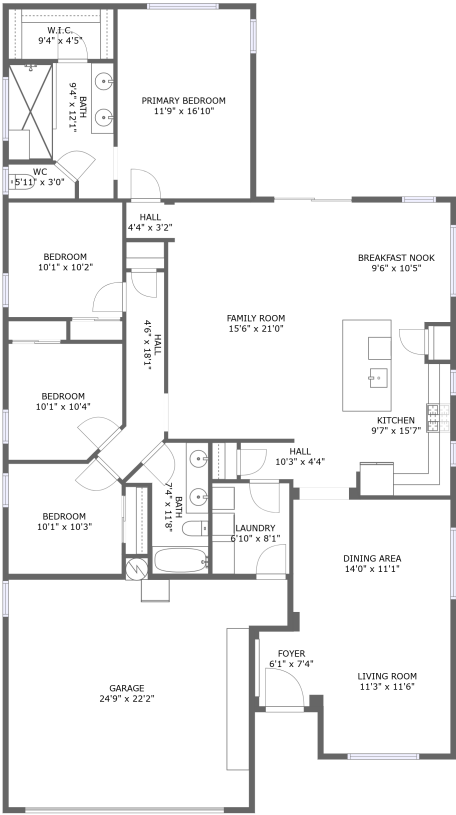 W.I.C.
9'4" x 4'5"
BATH
9'4" x 12'1"
PRIMARY BEDROOM
11'9" x 16'10"
WC
5'11" x 3'0"
HALL
4'4" x 3'2"
BEDROOM
10'1" x 10'2"
BREAKFAST NOOK
9'6" x 10'5"
FAMILY ROOM
15'6" x 21'0"
HALL
4'6" x 18'1"
BEDROOM
10'1" x 10'4"
KITCHEN
9'7" x 15'7"
HALL
10'3" x 4'4"
BATH
7'4" x 11'8"
BEDROOM
10'1" x 10'3"
LAUNDRY
6'10" x 8'1"
DINING AREA
14'0" x 11'1"
FOYER
6'1" x 7'4"
LIVING ROOM
11'3" x 11'6"
GARAGE
24'9" x 22'2"